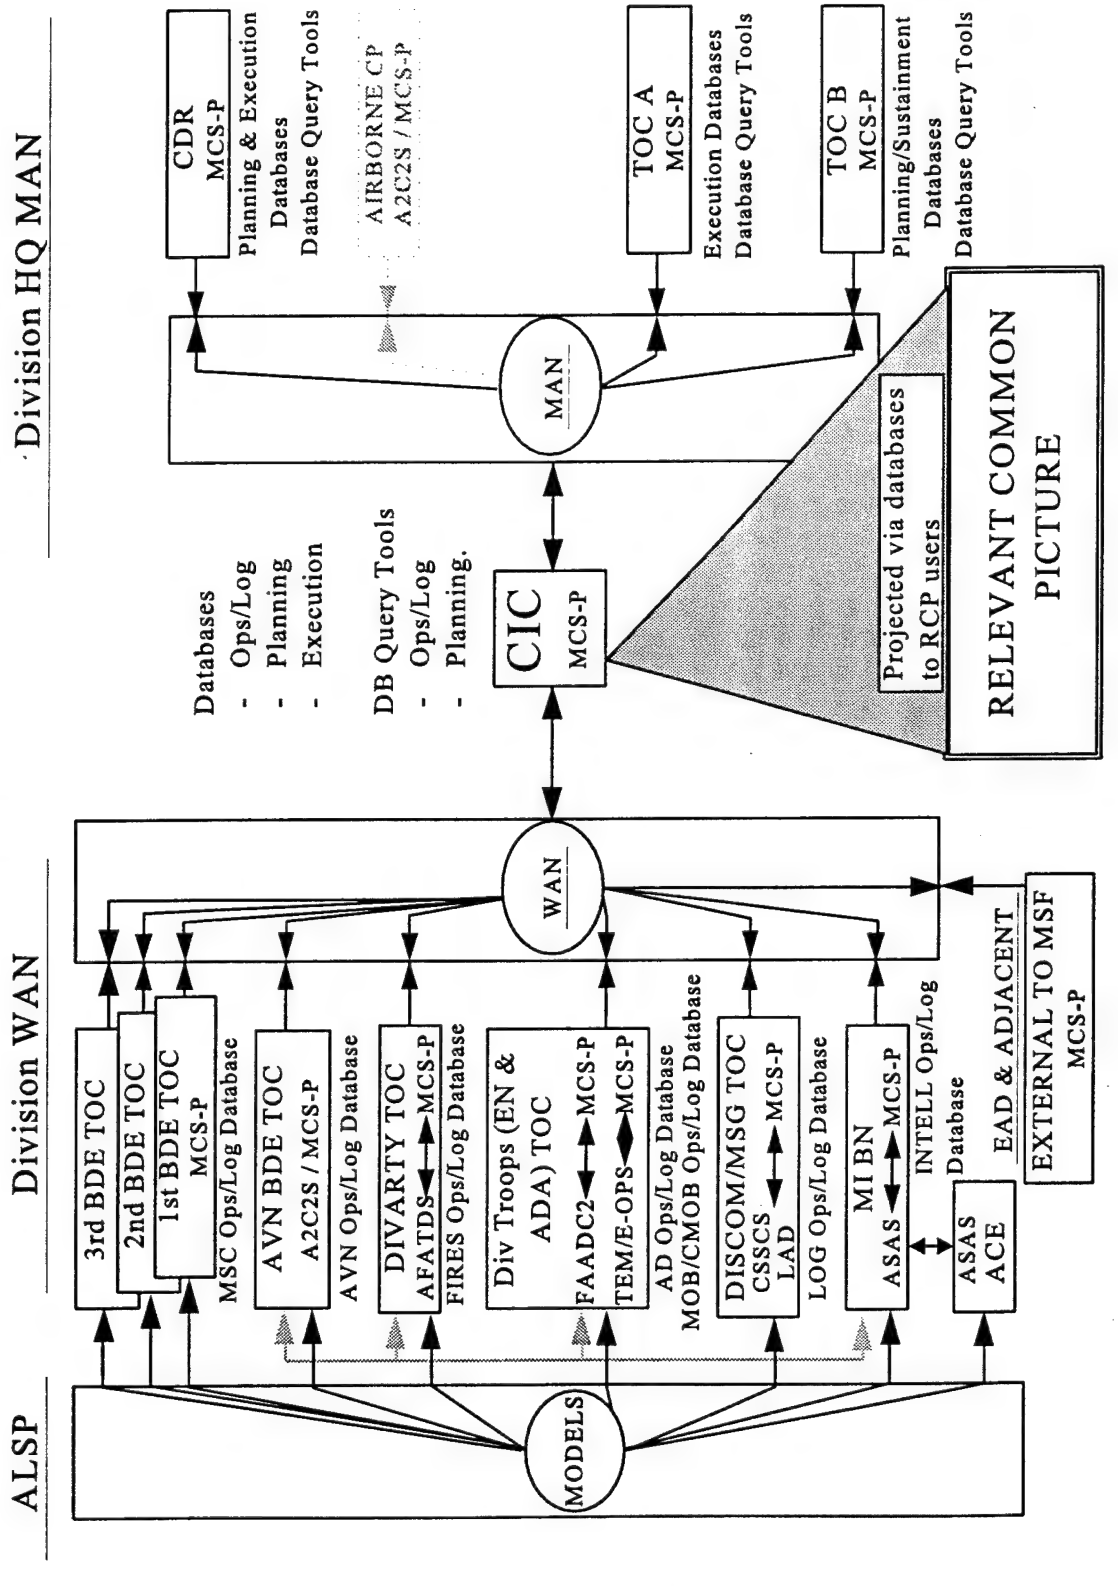 ALSP
Division WAN
Division HQ MAN
MODELS
3rd BDE TOC
2nd BDE TOC
1st BDE TOC
MCS-P
MSC Ops/Log Database
AVN BDE TOC
A2C2S / MCS-P
AVN Ops/Log Database
DIVARTY TOC
AFATDS MCS-P
FIRES Ops/Log Database
Div Troops (EN &
ADA) TOC
FAADC2 MCS-P
TEM/E-OPS MCS-P
AD Ops/Log Database
MOB/CMOB Ops/Log Database
DISCOM/MSG TOC
CSSCS MCS-P
LAD
LOG Ops/Log Database
MI BN
ASAS MCS-P
INTELL Ops/Log
Database
ASAS
ACE
EAD & ADJACENT
EXTERNAL TO MSF
MCS-P
WAN
Databases
- Ops/Log
- Planning
- Execution
DB Query Tools
- Ops/Log
- Planning.
CIC
MCS-P
Projected via databases
to RCP users
RELEVANT COMMON
PICTURE
MAN
CDR
MCS-P
Planning & Execution
Databases
Database Query Tools
AIRBORNE CP
A2C2S / MCS-P
TOC A
MCS-P
Execution Databases
Database Query Tools
TOC B
MCS-P
Planning/Sustainment
Databases
Database Query Tools